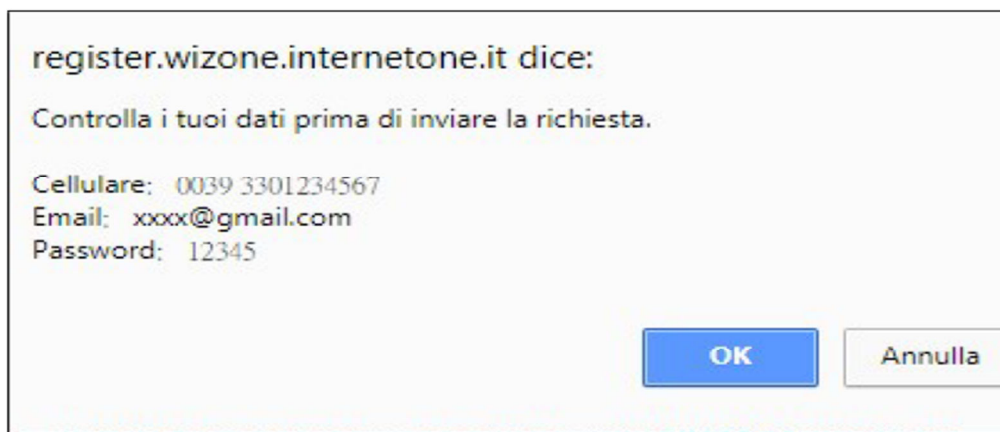 register.wizone.internetone.it dice:
Controlla i tuoi dati prima di inviare la richiesta.
Cellulare: 0039 3301234567
Email: xxxx@gmail.com
Password: 12345
OK Annulla